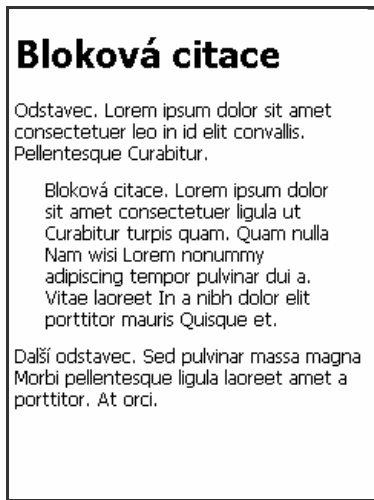 Bloková citace
Odstavec. Lorem ipsum dolor sit amet
consectetuer leo in id elit convallis.
Pellentesque Curabitur.
Bloková citace. Lorem ipsum dolor
sit amet consectetuer ligula ut
Curabitur turpis quam. Quam nulla
Nam wisi Lorem nonummy
adipiscing tempor pulvinar dui a.
Vitae laoreet In a nibh dolor elit
porttitor mauris Quisque et.
Další odstavec. Sed pulvinar massa magna
Morbi pellentesque ligula laoreet amet a
porttitor. At orci.